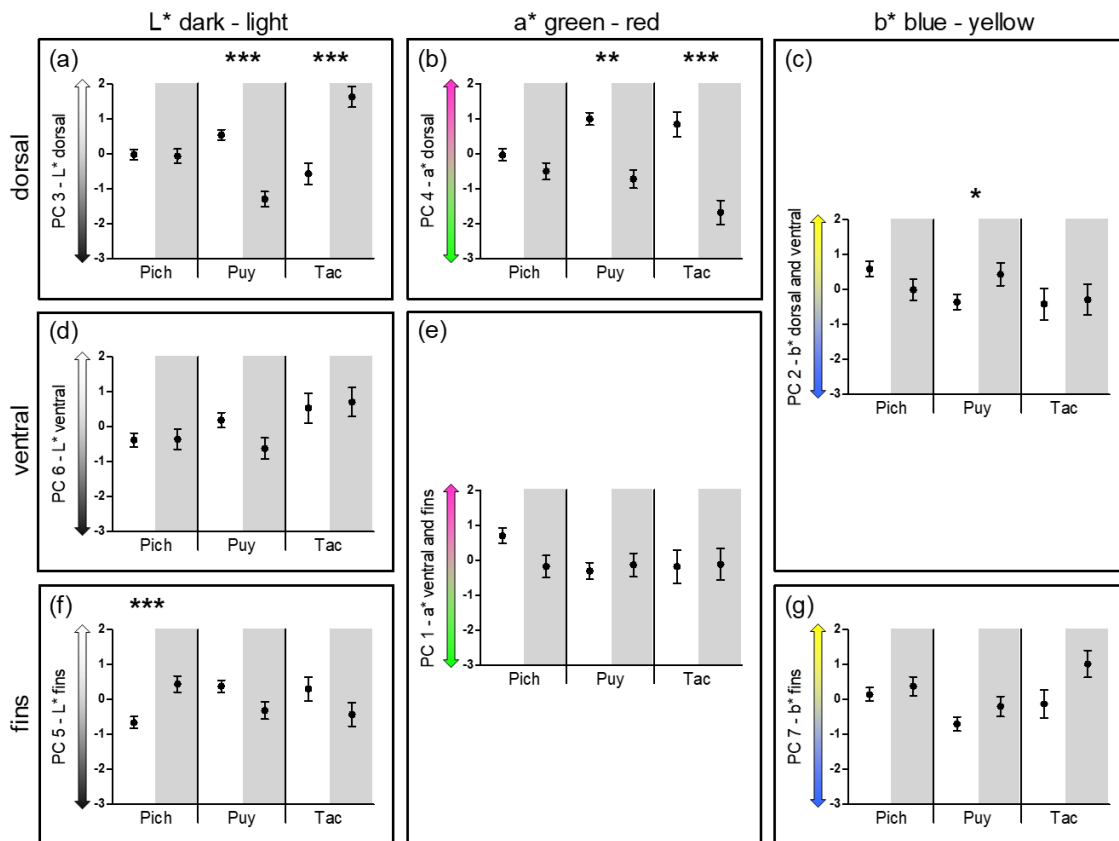 L* dark - light
a* green - red
b* blue - yellow
dorsal
ventral
fins
(a)
*** ***
PC 3 - L* dorsal
2
1
0
-1
-2
-3
Pich Puy Tac
(b)
** ***
PC 4 - a* dorsal
2
1
0
-1
-2
-3
Pich Puy Tac
(c)
*
PC 2 - b* dorsal and ventral
2
1
0
-1
-2
-3
Pich Puy Tac
(d)
PC 6 - L* ventral
2
1
0
-1
-2
-3
Pich Puy Tac
(e)
PC 1 - a* ventral and fins
2
1
0
-1
-2
-3
Pich Puy Tac
(f)
***
PC 5 - L* fins
2
1
0
-1
-2
-3
Pich Puy Tac
(g)
PC 7 - b* fins
2
1
0
-1
-2
-3
Pich Puy Tac